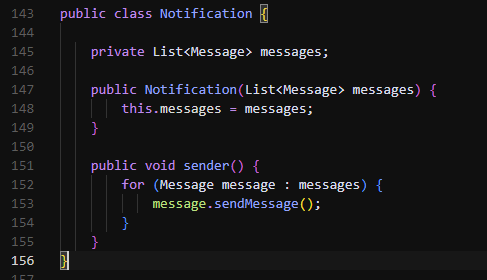 143 public class Notification {
144
145     private List<Message> messages;
146
147     public Notification(List<Message> messages) {
148         this.messages = messages;
149     }
150
151     public void sender() {
152         for (Message message : messages) {
153             message.sendMessage();
154         }
155     }
156 }
157